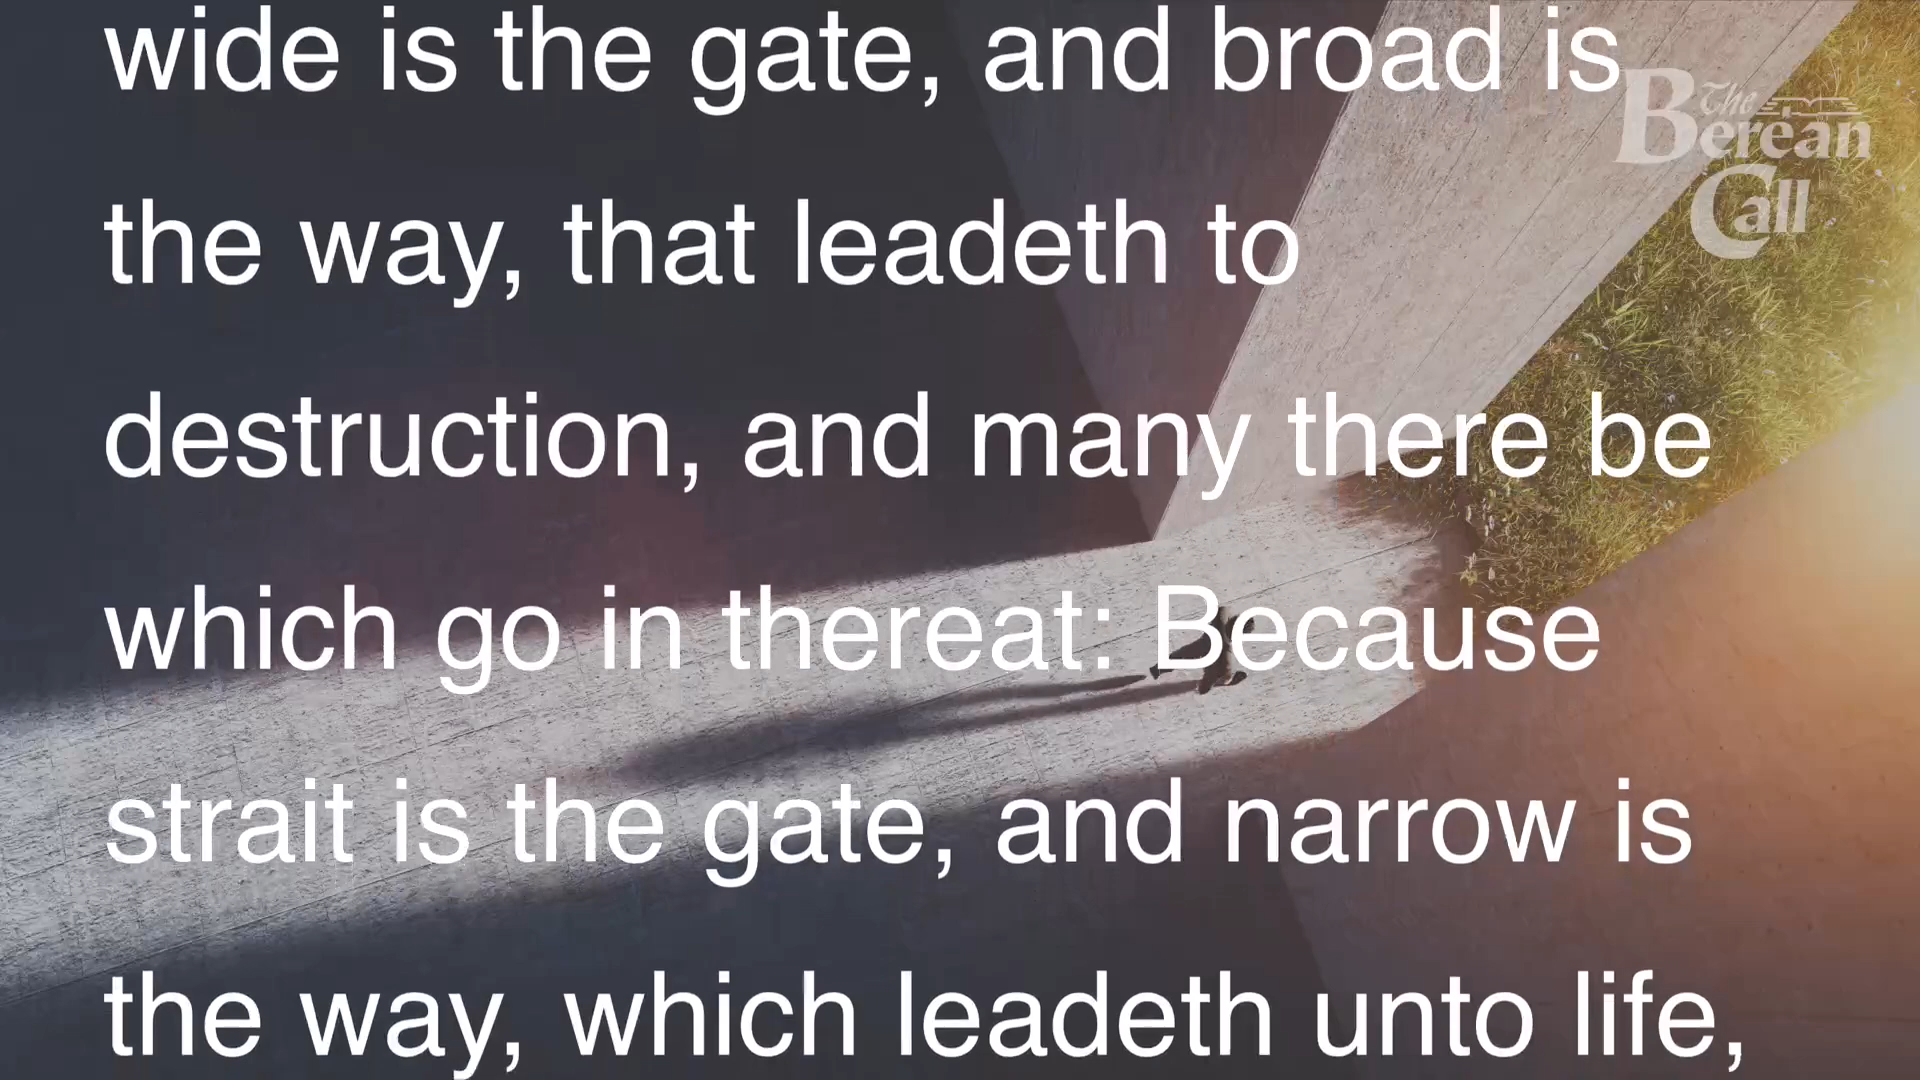 wide is the gate, and broad is
The
Berean
Call
the way, that leadeth to
destruction, and many there be
which go in thereat: Because
strait is the gate, and narrow is
the way, which leadeth unto life,